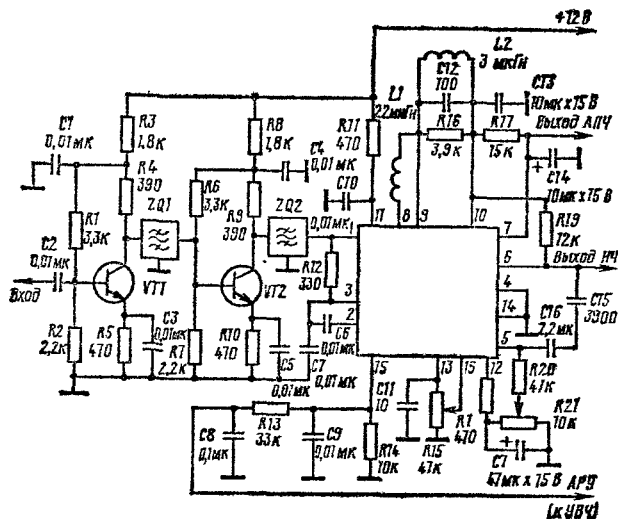 +12В
L2
3 мкГн
C12
100
C13
10мк х 15 В
L1
22мкГн
R11
470
R16
3,9 к
R17
15к
Выход АПЧ
C14
10мк х 15 В
C1
0,01мк
R3
1,8к
R4
390
R8
1,8к
C4
0,01мк
R6
3,3к
R9
390
ZQ1
ZQ2
C10
0,01мк
R1
3,3к
C2
0,01мк
Вход
VT1
VT2
R12
330
R19
12к
Выход НЧ
11
8
9
10
1
7
6
3
4
2
14
5
15
13
15
12
R2
2,2к
R5
470
C3
0,01мк
R7
2,2к
R10
470
C5
0,01мк
C6
0,01мк
C7
0,01мк
C16
2,2мк
C15
3900
R20
47к
R21
10к
C11
10
R1
470
R15
47к
C8
0,1мк
R13
33к
C9
0,01мк
R14
10к
C7
47мк х 15 В
АРУ
(к УВЧ)